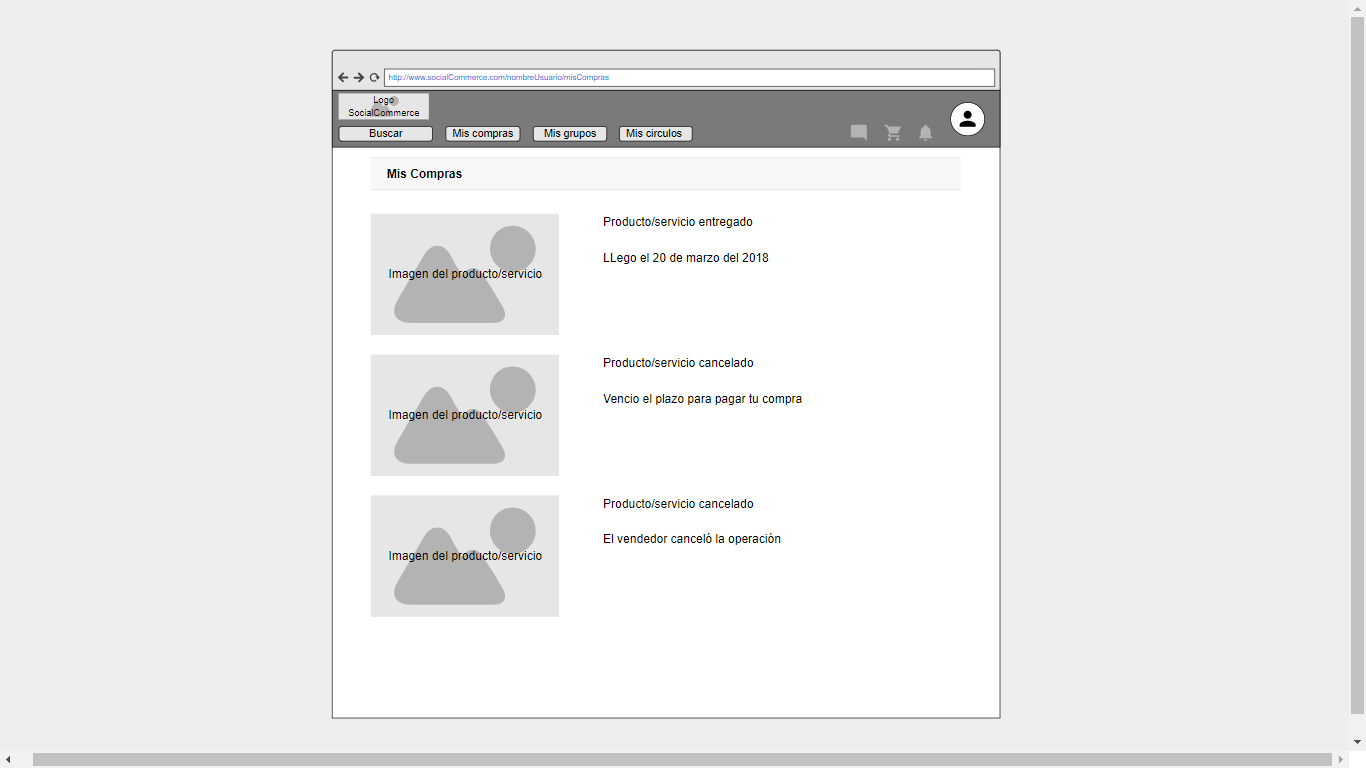 http://www.socialCommerce.com/nombreUsuario/misCompras
Logo
SocialCommerce
Buscar
Mis compras
Mis grupos
Mis circulos
Mis Compras
Imagen del producto/servicio
Producto/servicio entregado
LLego el 20 de marzo del 2018
Imagen del producto/servicio
Producto/servicio cancelado
Vencio el plazo para pagar tu compra
Imagen del producto/servicio
Producto/servicio cancelado
El vendedor canceló la operación